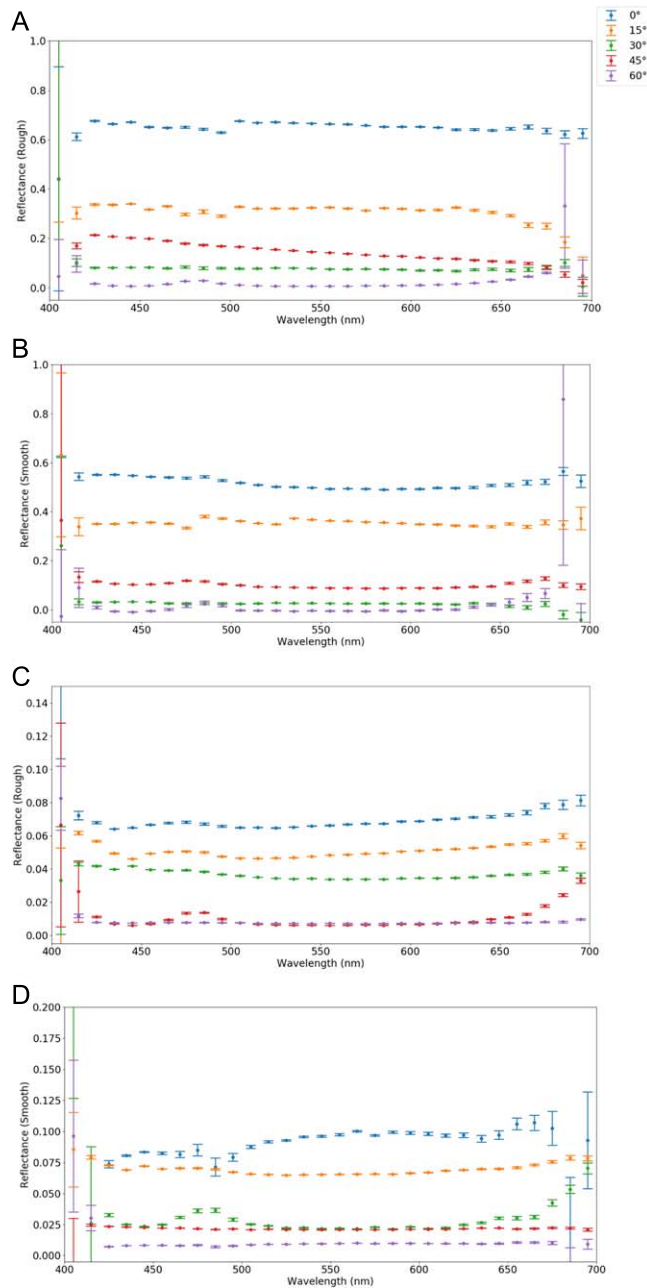 A
0°
15°
30°
45°
60°
1.0
0.8
0.6
0.4
0.2
0.0
Reflectance (Rough)
400 450 500 550 600 650 700
Wavelength (nm)
B
1.0
0.8
0.6
0.4
0.2
0.0
Reflectance (Smooth)
400 450 500 550 600 650 700
Wavelength (nm)
C
0.14
0.12
0.10
0.08
0.06
0.04
0.02
0.00
Reflectance (Rough)
400 450 500 550 600 650 700
Wavelength (nm)
D
0.200
0.175
0.150
0.125
0.100
0.075
0.050
0.025
0.000
Reflectance (Smooth)
400 450 500 550 600 650 700
Wavelength (nm)